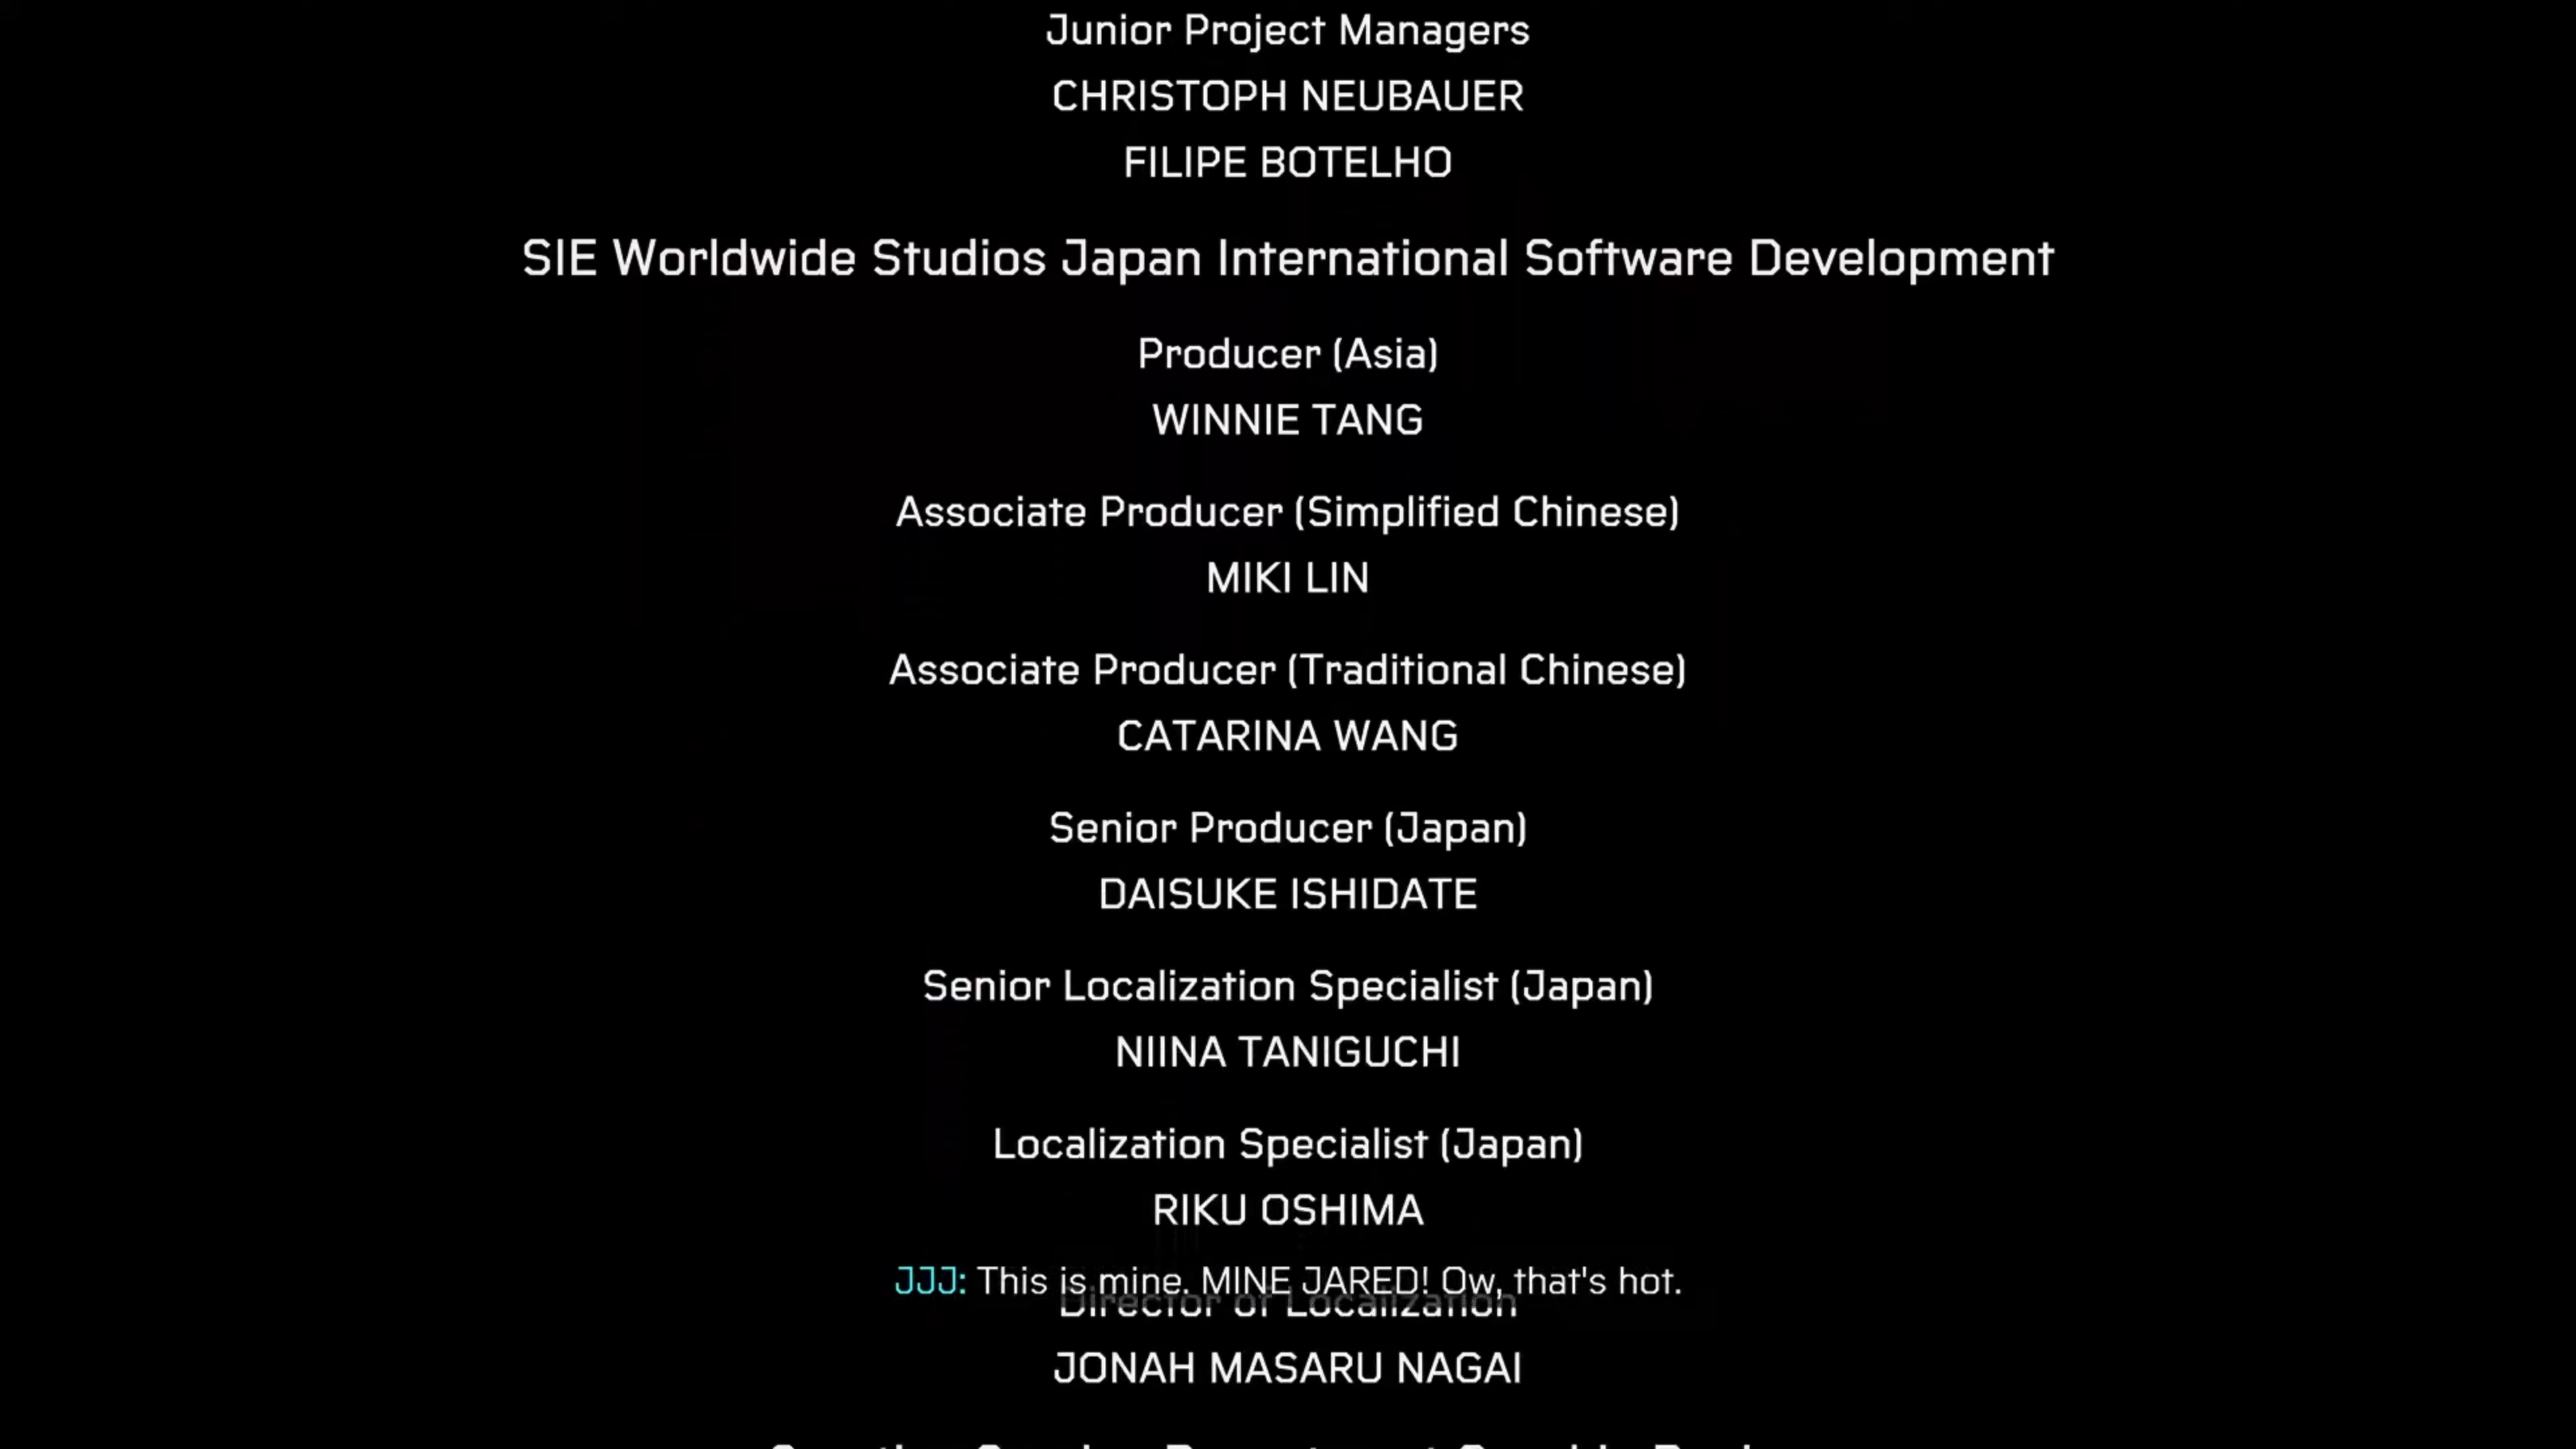 Junior Project Managers
CHRISTOPH NEUBAUER
FILIPE BOTELHO
SIE Worldwide Studios Japan International Software Development
Producer (Asia)
WINNIE TANG
Associate Producer (Simplified Chinese)
MIKI LIN
Associate Producer (Traditional Chinese)
CATARINA WANG
Senior Producer (Japan)
DAISUKE ISHIDATE
Senior Localization Specialist (Japan)
NIINA TANIGUCHI
Localization Specialist (Japan)
RIKU OSHIMA
JJJ: This is mine. MINE JARED! Ow, that's hot.
Director of Localization
JONAH MASARU NAGAI